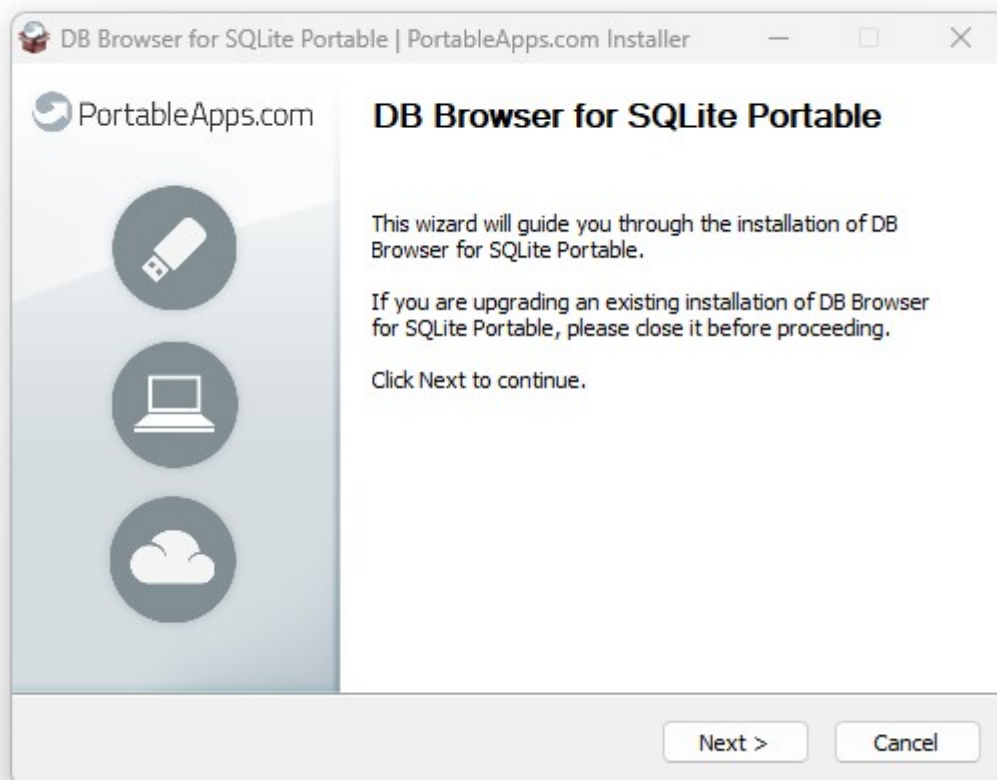 DB Browser for SQLite Portable | PortableApps.com Installer
PortableApps.com
DB Browser for SQLite Portable
This wizard will guide you through the installation of DB
Browser for SQLite Portable.
If you are upgrading an existing installation of DB Browser
for SQLite Portable, please close it before proceeding.
Click Next to continue.
Next >
Cancel